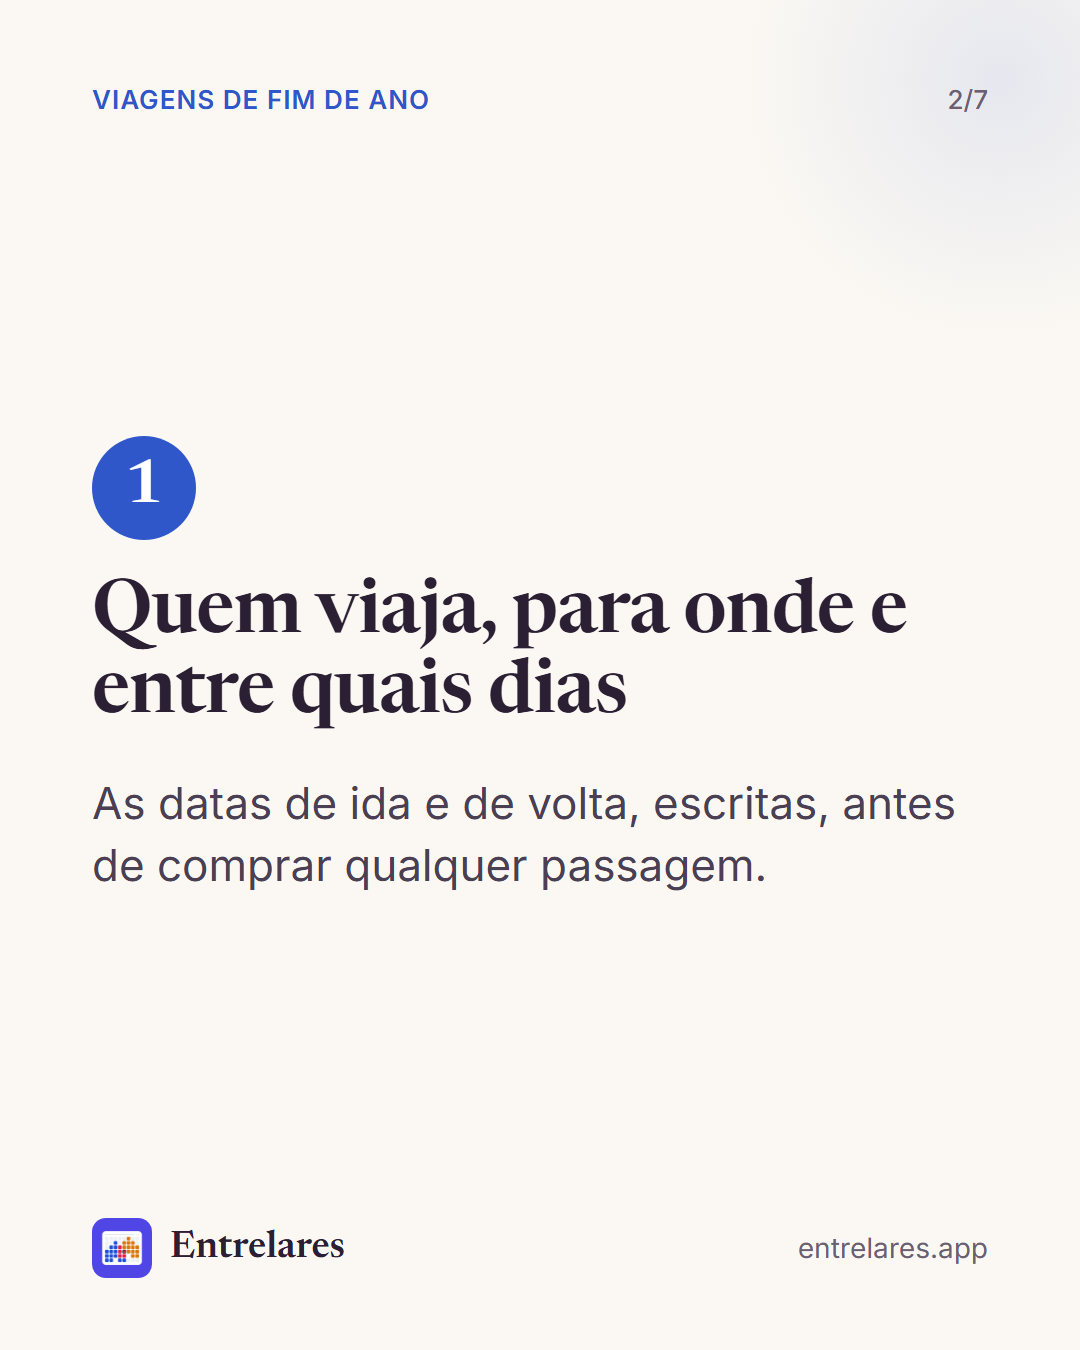 VIAGENS DE FIM DE ANO
2/7
1
Quem viaja, para onde e
entre quais dias
As datas de ida e de volta, escritas, antes
de comprar qualquer passagem.
Entrelares
entrelares.app